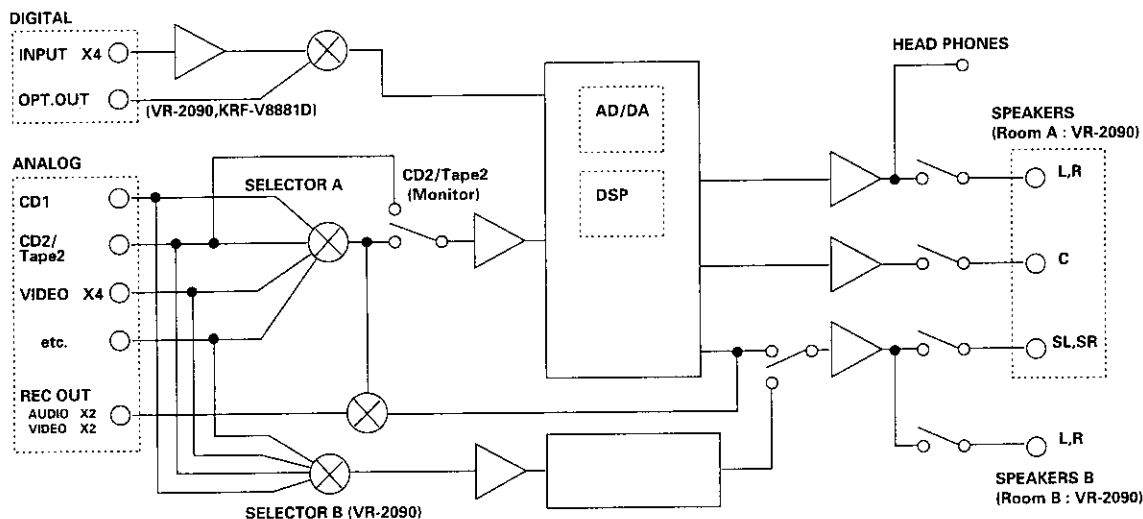 DIGITAL
INPUT X4
OPT.OUT
(VR-2090,KRF-V8881D)
HEAD PHONES
AD/DA
DSP
SPEAKERS
(Room A : VR-2090)
L,R
C
SL,SR
ANALOG
CD1
CD2/
Tape2
VIDEO X4
etc.
REC OUT
AUDIO X2
VIDEO X2
SELECTOR A
CD2/Tape2
(Monitor)
SELECTOR B (VR-2090)
L,R
SPEAKERS B
(Room B : VR-2090)